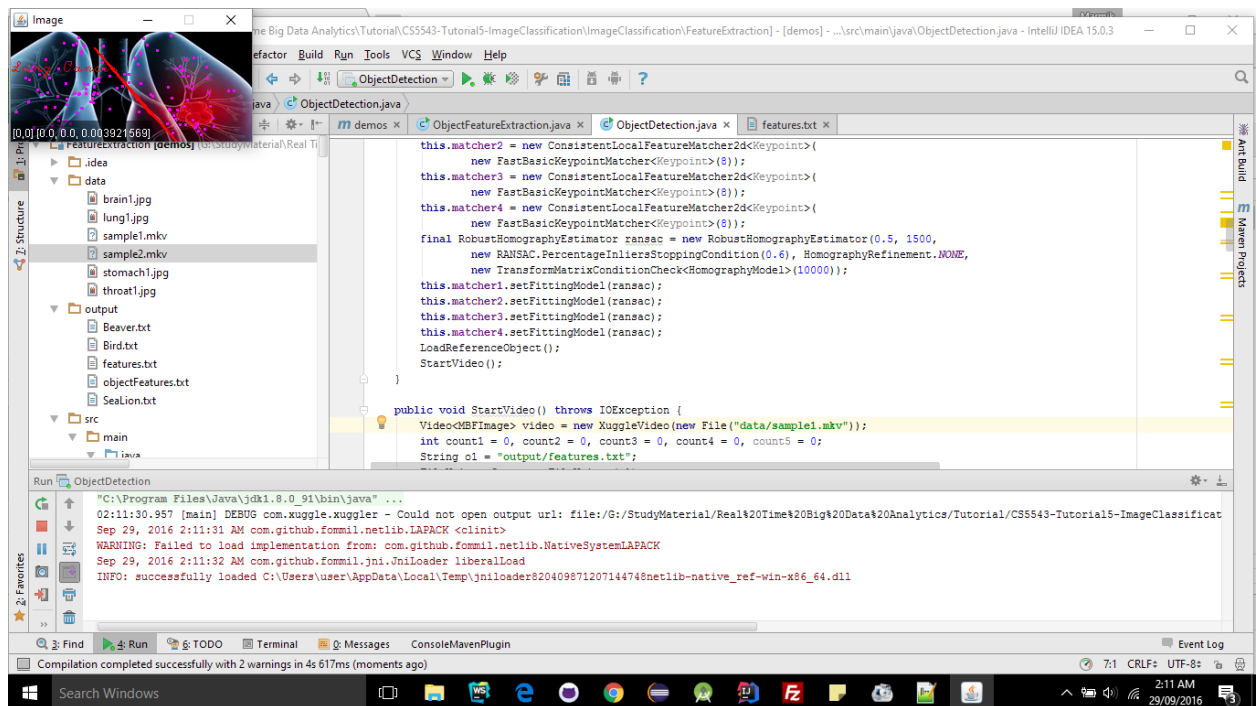 Image
me Big Data Analytics\Tutorial\CS5543-Tutorial5-ImageClassification\ImageClassification\FeatureExtraction] - [demos] - ...\src\main\java\ObjectDetection.java - IntelliJ IDEA 15.0.3
efactor Build Run Tools VCS Window Help
ObjectDetection
java ObjectDetection.java
[0,0] [0.0, 0.0, 0.003921569]
m demos ObjectFeatureExtraction.java ObjectDetection.java features.txt
FeatureExtraction [demos] (G:\StudyMaterial\Real Ti
.idea
data
brain1.jpg
lung1.jpg
sample1.mkv
sample2.mkv
stomach1.jpg
throat1.jpg
output
Beaver.txt
Bird.txt
features.txt
objectFeatures.txt
SeaLion.txt
src
main
java
this.matcher2 = new ConsistentLocalFeatureMatcher2d<Keypoint>(
new FastBasicKeypointMatcher<Keypoint>(8));
this.matcher3 = new ConsistentLocalFeatureMatcher2d<Keypoint>(
new FastBasicKeypointMatcher<Keypoint>(8));
this.matcher4 = new ConsistentLocalFeatureMatcher2d<Keypoint>(
new FastBasicKeypointMatcher<Keypoint>(8));
final RobustHomographyEstimator ransac = new RobustHomographyEstimator(0.5, 1500,
new RANSAC.PercentageInliersStoppingCondition(0.6), HomographyRefinement.NONE,
new TransformMatrixConditionCheck<HomographyModel>(10000));
this.matcher1.setFittingModel(ransac);
this.matcher2.setFittingModel(ransac);
this.matcher3.setFittingModel(ransac);
this.matcher4.setFittingModel(ransac);
LoadReferenceObject();
StartVideo();
}
public void StartVideo() throws IOException {
Video<MBFImage> video = new XuggleVideo(new File("data/sample1.mkv"));
int count1 = 0, count2 = 0, count3 = 0, count4 = 0, count5 = 0;
String o1 = "output/features.txt";
Ant Build
m Maven Projects
Z: Structure
2: Favorites
Run ObjectDetection
"C:\Program Files\Java\jdk1.8.0_91\bin\java" ...
02:11:30.957 [main] DEBUG com.xuggle.xuggler - Could not open output url: file:/G:/StudyMaterial/Real%20Time%20Big%20Data%20Analytics/Tutorial/CS5543-Tutorial5-ImageClassificat
Sep 29, 2016 2:11:31 AM com.github.fommil.netlib.LAPACK <clinit>
WARNING: Failed to load implementation from: com.github.fommil.netlib.NativeSystemLAPACK
Sep 29, 2016 2:11:32 AM com.github.fommil.jni.JniLoader liberalLoad
INFO: successfully loaded C:\Users\user\AppData\Local\Temp\jniloader820409871207144748netlib-native_ref-win-x86_64.dll
3: Find 4: Run 6: TODO Terminal 0: Messages ConsoleMavenPlugin Event Log
Compilation completed successfully with 2 warnings in 4s 617ms (moments ago) 7:1 CRLF UTF-8
Search Windows
2:11 AM
29/09/2016